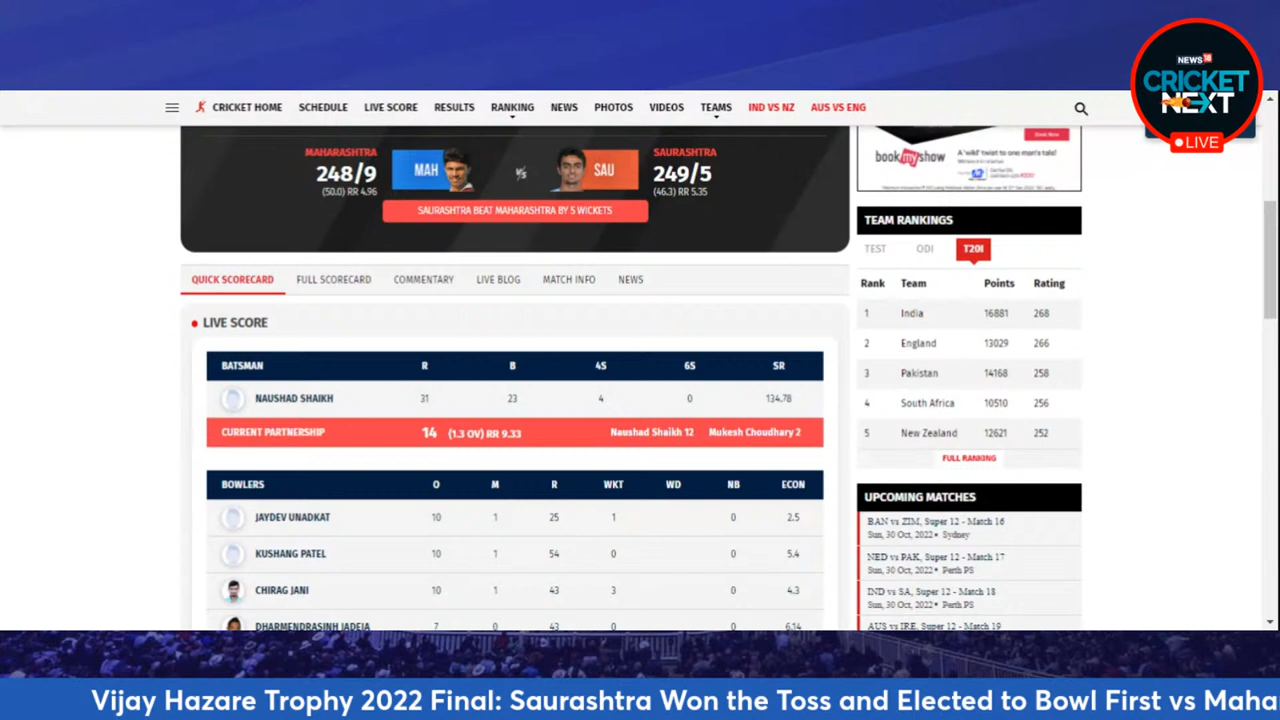 NEWS18
CRICKET
NEXT
LIVE
CRICKET HOME SCHEDULE LIVE SCORE RESULTS RANKING NEWS PHOTOS VIDEOS TEAMS IND VS NZ AUS VS ENG
MAHARASHTRA
248/9
(50.0) RR 4.96
MAH
VS
SAU
SAURASHTRA
249/5
(46.3) RR 5.35
SAURASHTRA BEAT MAHARASHTRA BY 5 WICKETS
Book Now
book my show
A 'wild' twist to one man's tale!
QUICK SCORECARD FULL SCORECARD COMMENTARY LIVE BLOG MATCH INFO NEWS
LIVE SCORE
BATSMAN R B 4S 6S SR
NAUSHAD SHAIKH 31 23 4 0 134.78
CURRENT PARTNERSHIP 14 (1.3 OV) RR 9.33 Naushad Shaikh 12 Mukesh Choudhary 2
BOWLERS O M R WKT WD NB ECON
JAYDEV UNADKAT 10 1 25 1 0 2.5
KUSHANG PATEL 10 1 54 0 0 5.4
CHIRAG JANI 10 1 43 3 0 4.3
DHARMENDRASINH JADEJA 7 0 43 0 0 6.14
TEAM RANKINGS
TEST ODI T20I
Rank Team Points Rating
1 India 16881 268
2 England 13029 266
3 Pakistan 14168 258
4 South Africa 10510 256
5 New Zealand 12621 252
FULL RANKING
UPCOMING MATCHES
BAN vs ZIM, Super 12 - Match 16
Sun, 30 Oct, 2022• Sydney
NED vs PAK, Super 12 - Match 17
Sun, 30 Oct, 2022• Perth PS
IND vs SA, Super 12 - Match 18
Sun, 30 Oct, 2022• Perth PS
AUS vs IRE, Super 12 - Match 19
Vijay Hazare Trophy 2022 Final: Saurashtra Won the Toss and Elected to Bowl First vs Maha